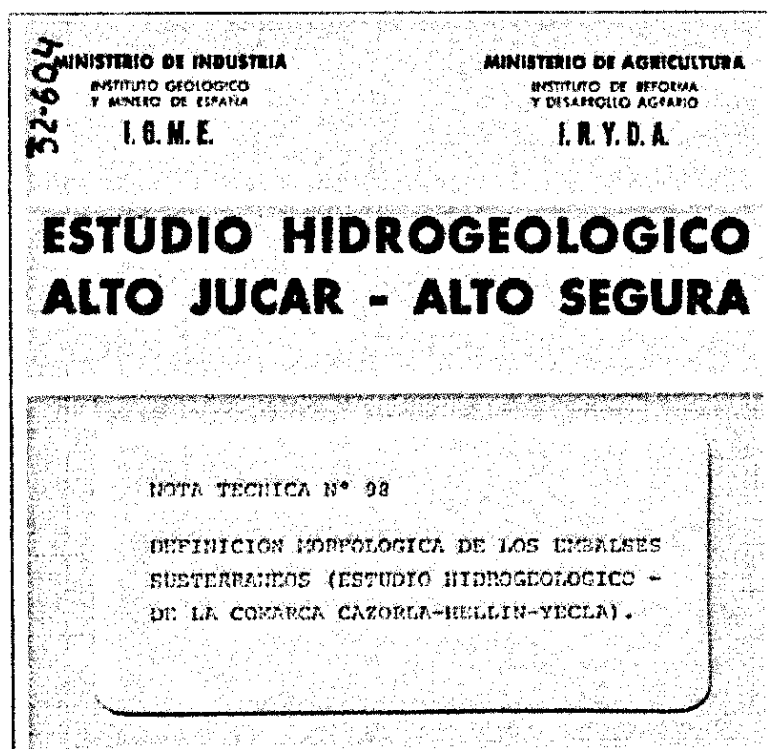 32-604
MINISTERIO DE INDUSTRIA
INSTITUTO GEOLOGICO
Y MINERO DE ESPAÑA
I. G. M. E.
MINISTERIO DE AGRICULTURA
INSTITUTO DE REFORMA
Y DESARROLLO AGRARIO
I. R. Y. D. A.
ESTUDIO HIDROGEOLOGICO
ALTO JUCAR - ALTO SEGURA
NOTA TECNICA Nº 98
DEFINICION MORFOLOGICA DE LOS EMBALSES
SUBTERRANEOS (ESTUDIO HIDROGEOLOGICO -
DE LA COMARCA CAZORLA-HELLIN-YECLA).